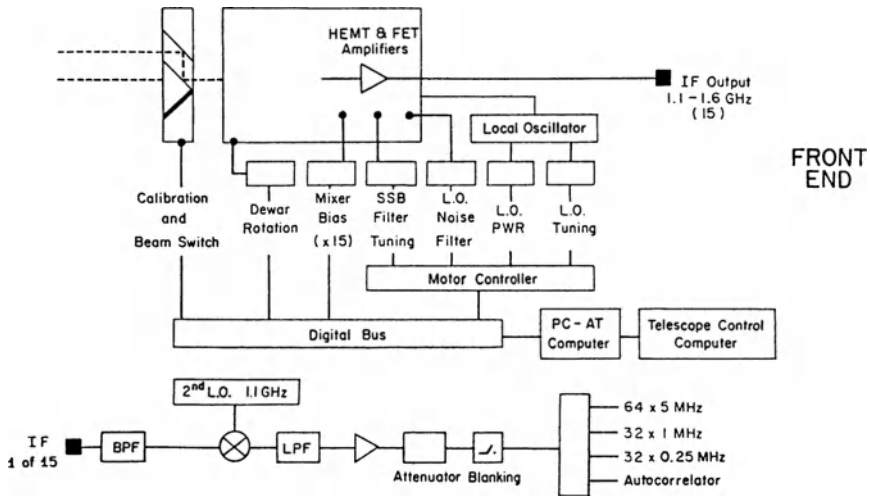 HEMT & FET
Amplifiers
IF Output
1.1-1.6 GHz
(15)
Local Oscillator
FRONT
END
Calibration
and
Beam Switch
Dewar
Rotation
Mixer
Bias
(x15)
SSB
Filter
Tuning
L.O.
Noise
Filter
L.O.
PWR
L.O.
Tuning
Motor Controller
Digital Bus
PC-AT
Computer
Telescope Control
Computer
2nd L.O. 1.1 GHz
IF
1 of 15
BPF
LPF
Attenuator
Blanking
64 x 5 MHz
32 x 1 MHz
32 x 0.25 MHz
Autocorrelator